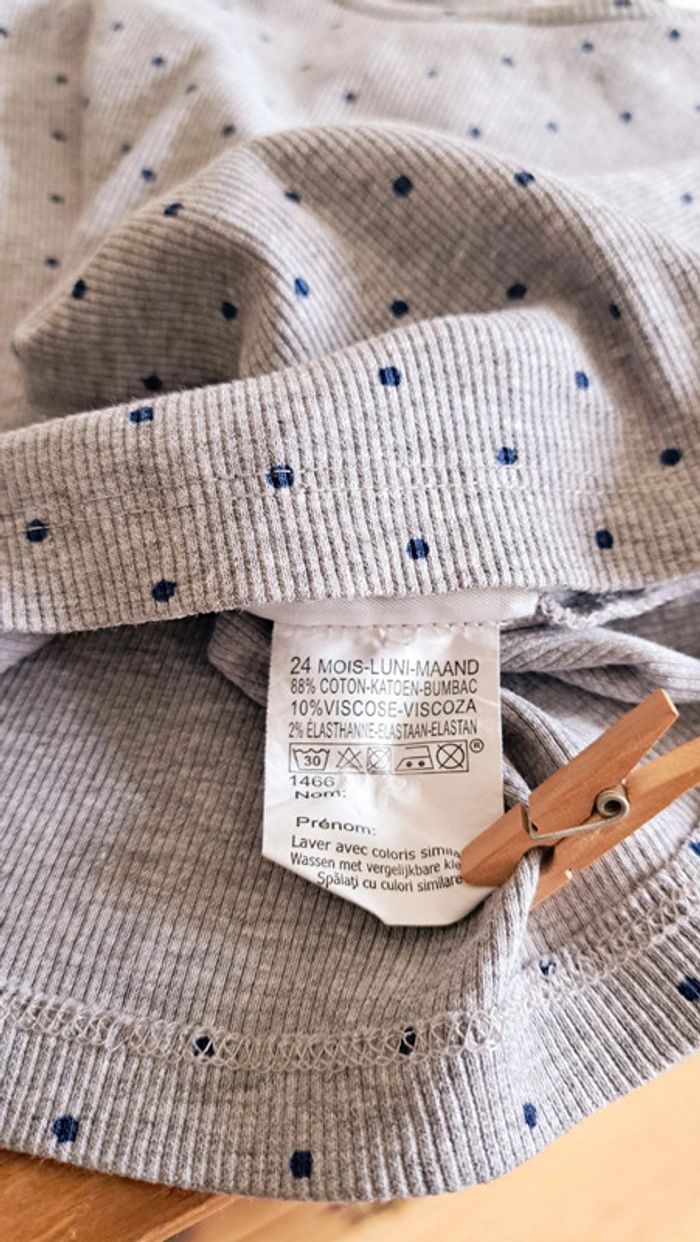 24 MOIS-LUNI-MAAND
88% COTON-KATOEN-BUMBAC
10%VISCOSE-VISCOZA
2% ÉLASTHANNE-ELASTAAN-ELASTAN
30 ®
1466
Nom:
Prénom:
Laver avec coloris
Wassen met vergelijkbare
Spălați cu culori similare